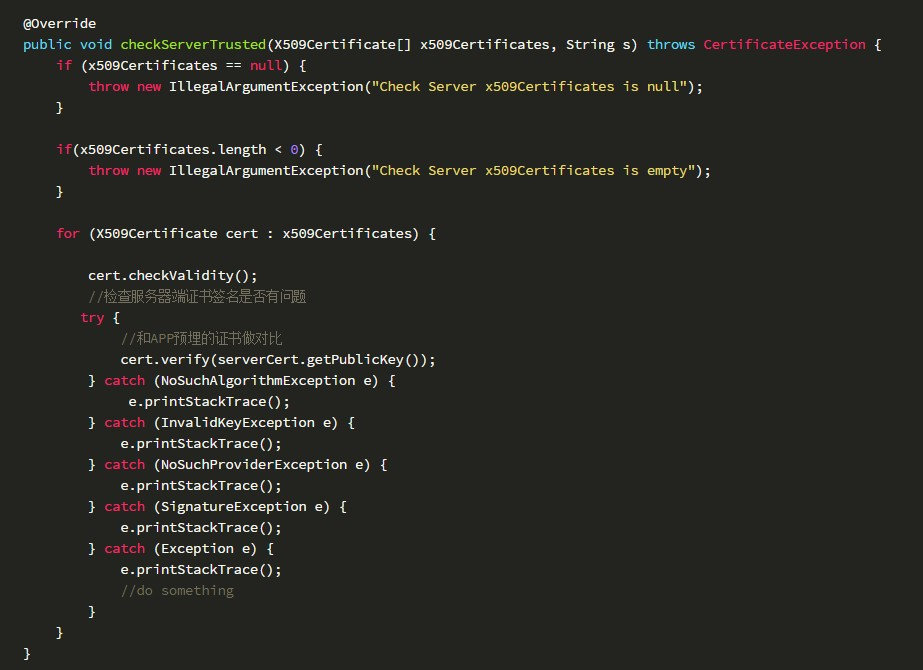 @Override
public void checkServerTrusted(X509Certificate[] x509Certificates, String s) throws CertificateException {
    if (x509Certificates == null) {
        throw new IllegalArgumentException("Check Server x509Certificates is null");
    }

    if(x509Certificates.length < 0) {
        throw new IllegalArgumentException("Check Server x509Certificates is empty");
    }

    for (X509Certificate cert : x509Certificates) {

        cert.checkValidity();
        //检查服务器端证书签名是否有问题
       try {
            //和APP预埋的证书做对比
            cert.verify(serverCert.getPublicKey());
        } catch (NoSuchAlgorithmException e) {
             e.printStackTrace();
        } catch (InvalidKeyException e) {
            e.printStackTrace();
        } catch (NoSuchProviderException e) {
            e.printStackTrace();
        } catch (SignatureException e) {
            e.printStackTrace();
        } catch (Exception e) {
            e.printStackTrace();
            //do something
        }
    }
}